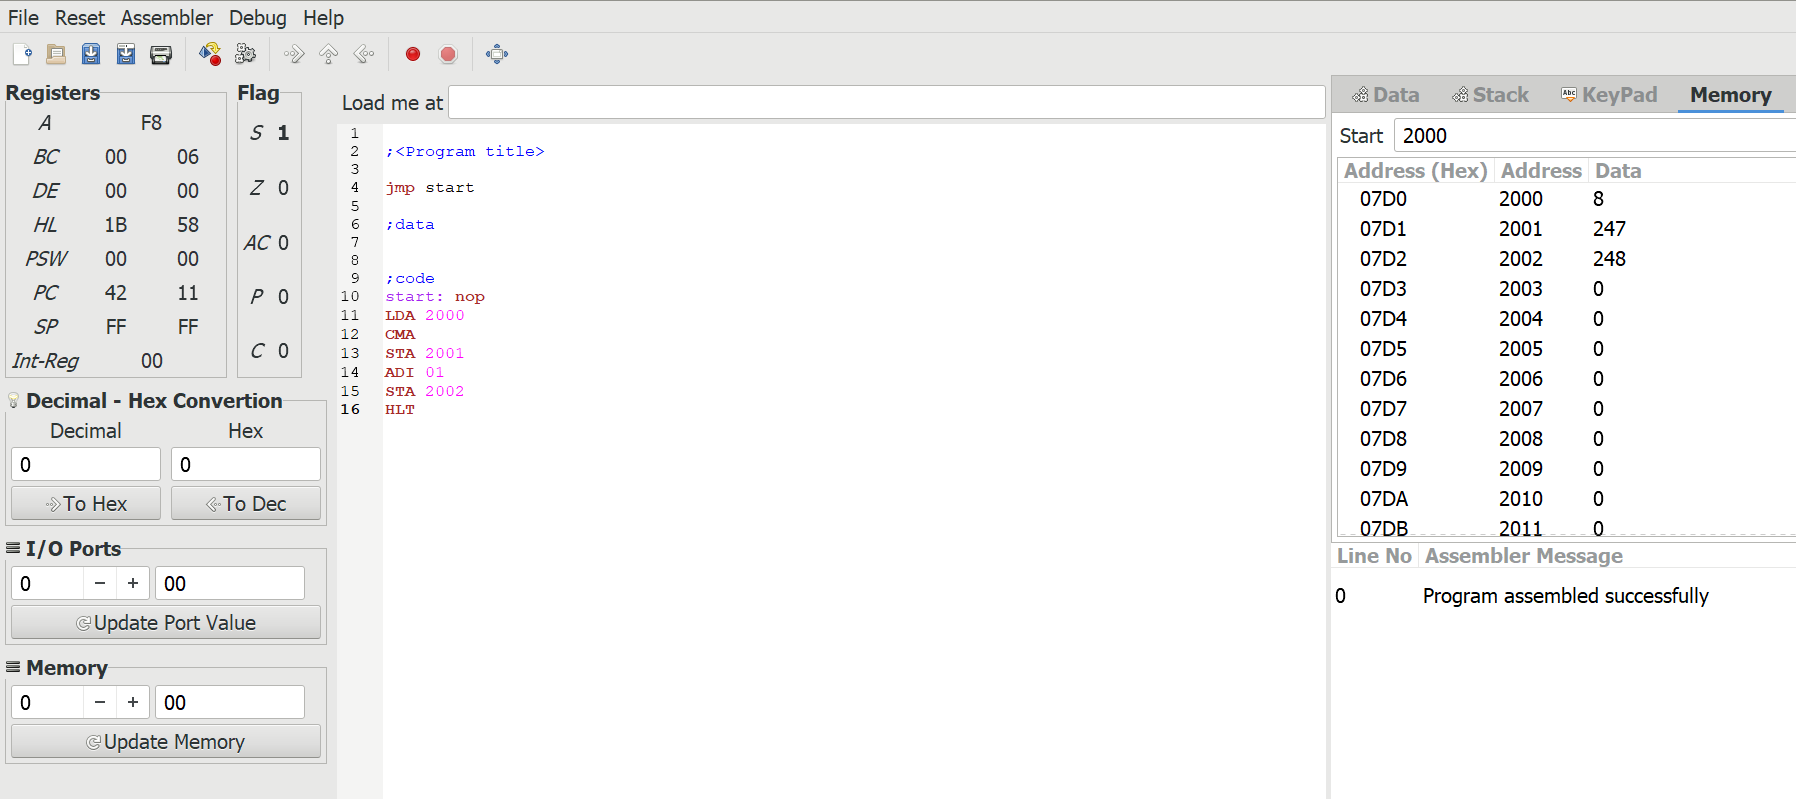 File Reset Assembler Debug Help
Registers
A F8
BC 00 06
DE 00 00
HL 1B 58
PSW 00 00
PC 42 11
SP FF FF
Int-Reg 00
Flag
S 1
Z 0
AC 0
P 0
C 0
Decimal - Hex Convertion
Decimal Hex
0 0
To Hex To Dec
I/O Ports
0 − + 00
Update Port Value
Memory
0 − + 00
Update Memory
Load me at
1
2 ;<Program title>
3
4 jmp start
5
6 ;data
7
8
9 ;code
10 start: nop
11 LDA 2000
12 CMA
13 STA 2001
14 ADI 01
15 STA 2002
16 HLT
Data Stack Abc KeyPad Memory
Start 2000
Address (Hex) Address Data
07D0 2000 8
07D1 2001 247
07D2 2002 248
07D3 2003 0
07D4 2004 0
07D5 2005 0
07D6 2006 0
07D7 2007 0
07D8 2008 0
07D9 2009 0
07DA 2010 0
07DB 2011 0
Line No Assembler Message
0 Program assembled successfully